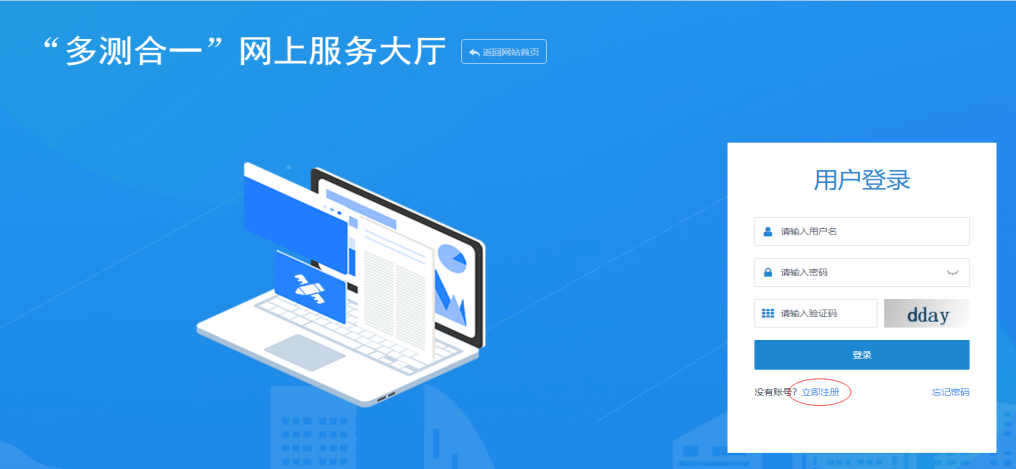 “多测合一”网上服务大厅
返回网站首页
用户登录
请输入用户名
请输入密码
请输入验证码
dday
登录
没有账号? 立即注册
忘记密码